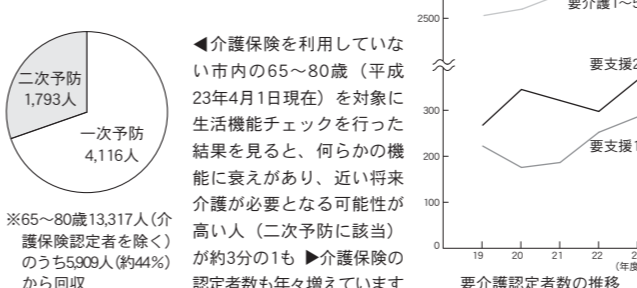 二次予防
1,793人
一次予防
4,116人
※65～80歳13,317人(介
護保険認定者を除く)
のうち5,909人(約44%)
から回収
◀介護保険を利用していな
い市内の65～80歳（平成
23年4月1日現在）を対象に
生活機能チェックを行った
結果を見ると、何らかの機
能に衰えがあり、近い将来
介護が必要となる可能性が
高い人（二次予防に該当）
が約3分の1も ▶介護保険の
認定者数も年々増えています
要介護1～5
2500
要支援2
300
要支援1
200
100
0
19 20 21 22 2
(年度
要介護認定者数の推移